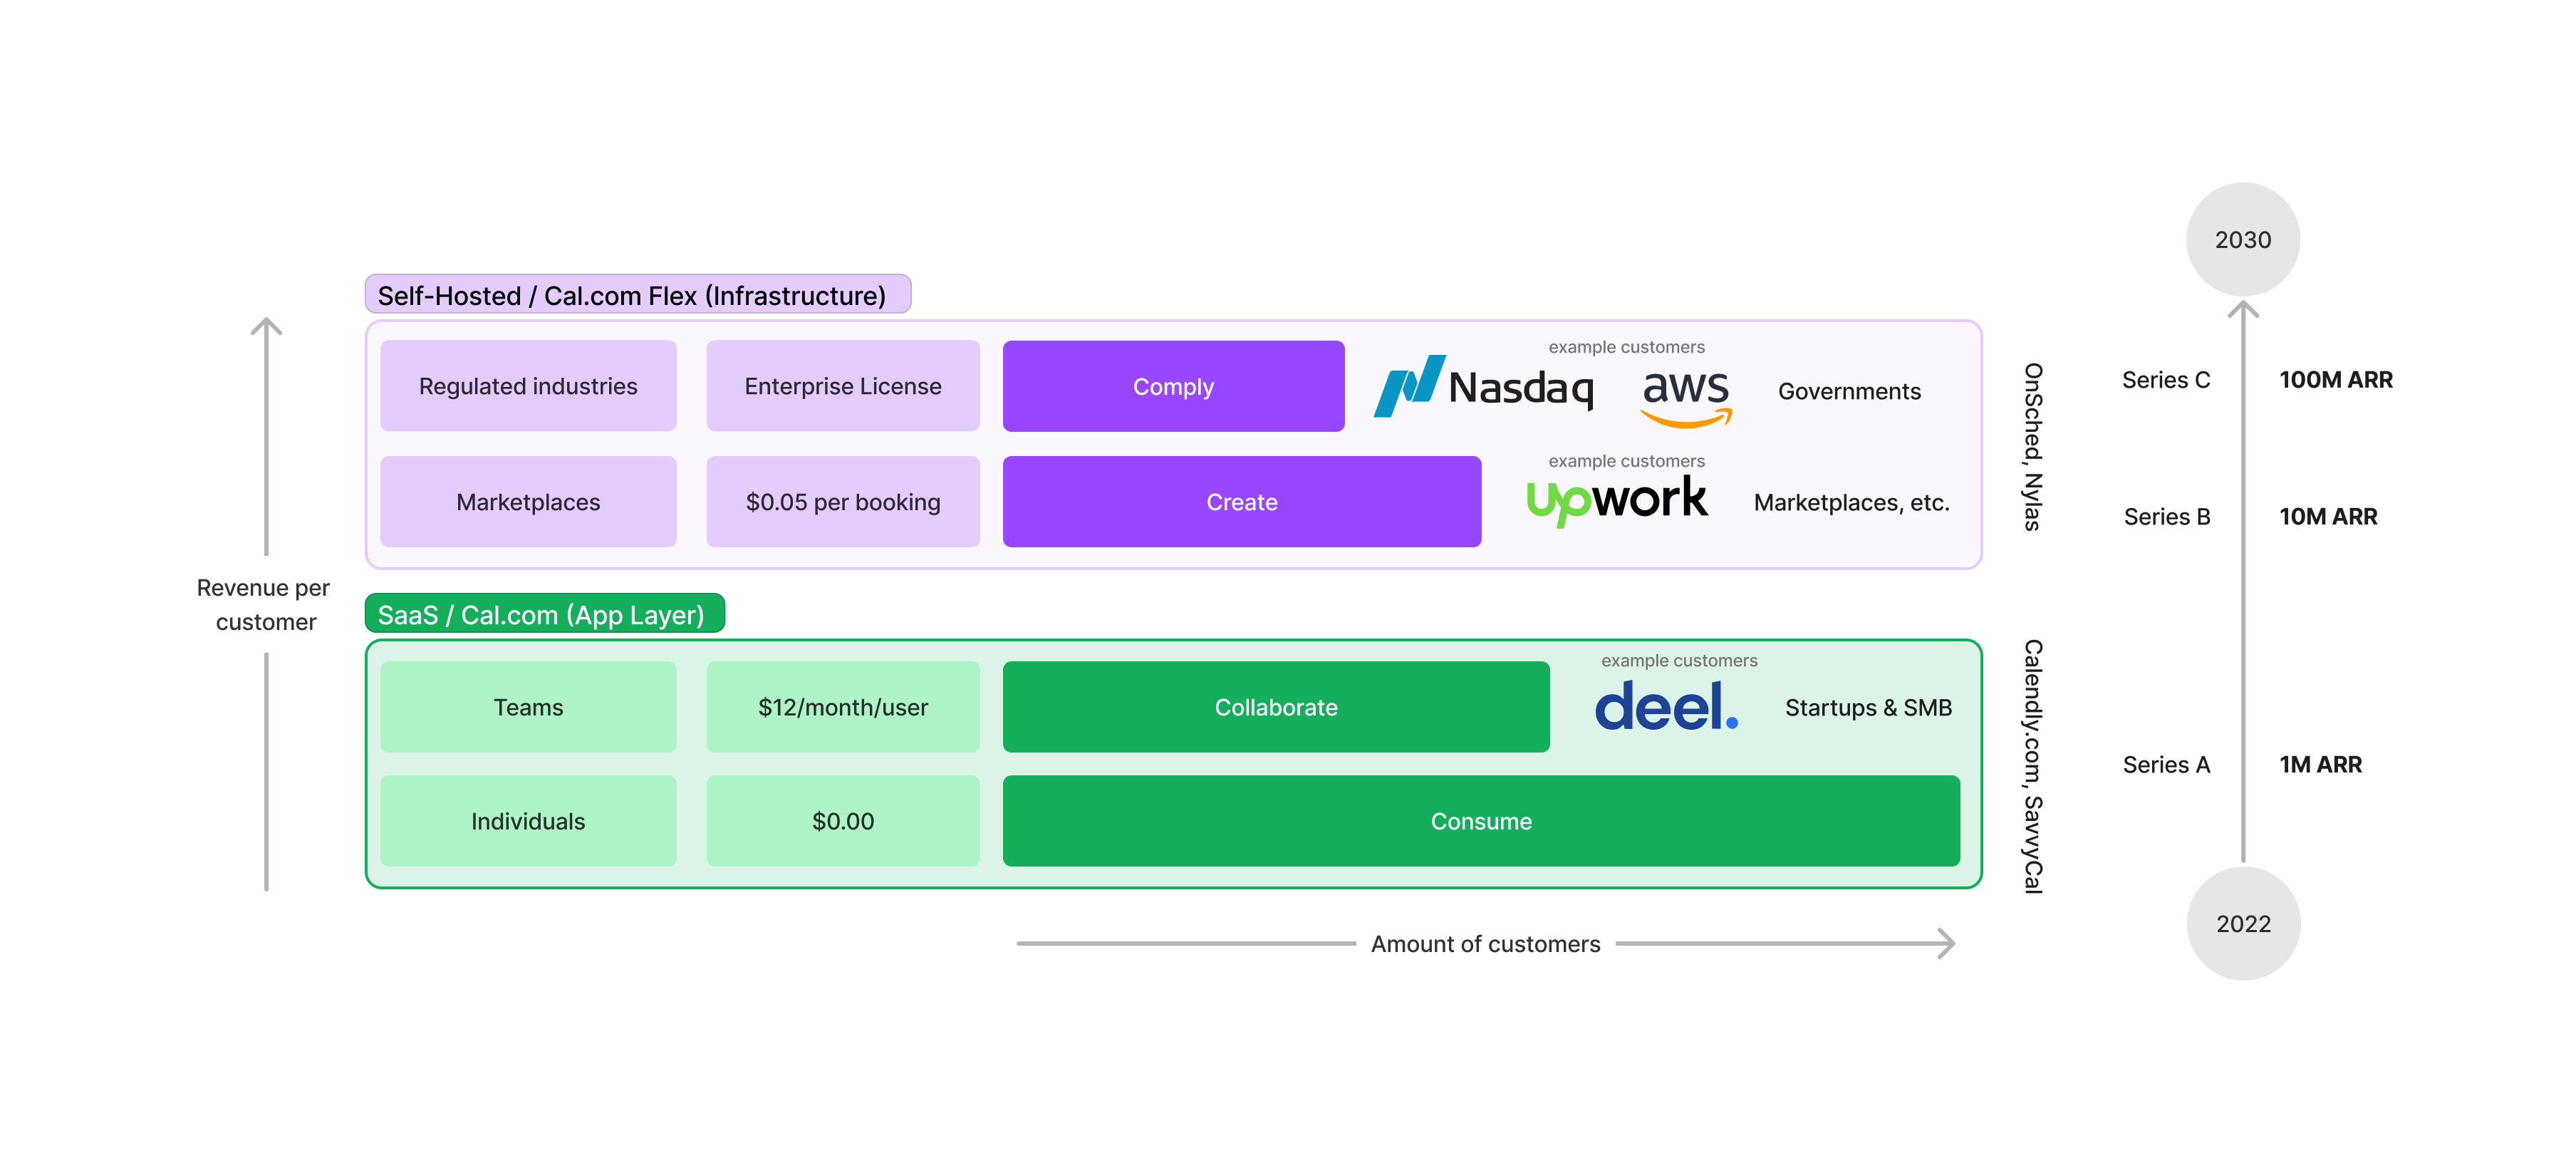 2030
Self-Hosted / Cal.com Flex (Infrastructure)
Regulated industries
Enterprise License
Comply
example customers
Nasdaq
aws
Governments
Marketplaces
$0.05 per booking
Create
example customers
upwork
Marketplaces, etc.
OnSched, Nylas
Series C
100M ARR
Series B
10M ARR
Revenue per
customer
SaaS / Cal.com (App Layer)
Teams
$12/month/user
Collaborate
example customers
deel.
Startups & SMB
Individuals
$0.00
Consume
Calendly.com, SavvyCal
Series A
1M ARR
2022
Amount of customers